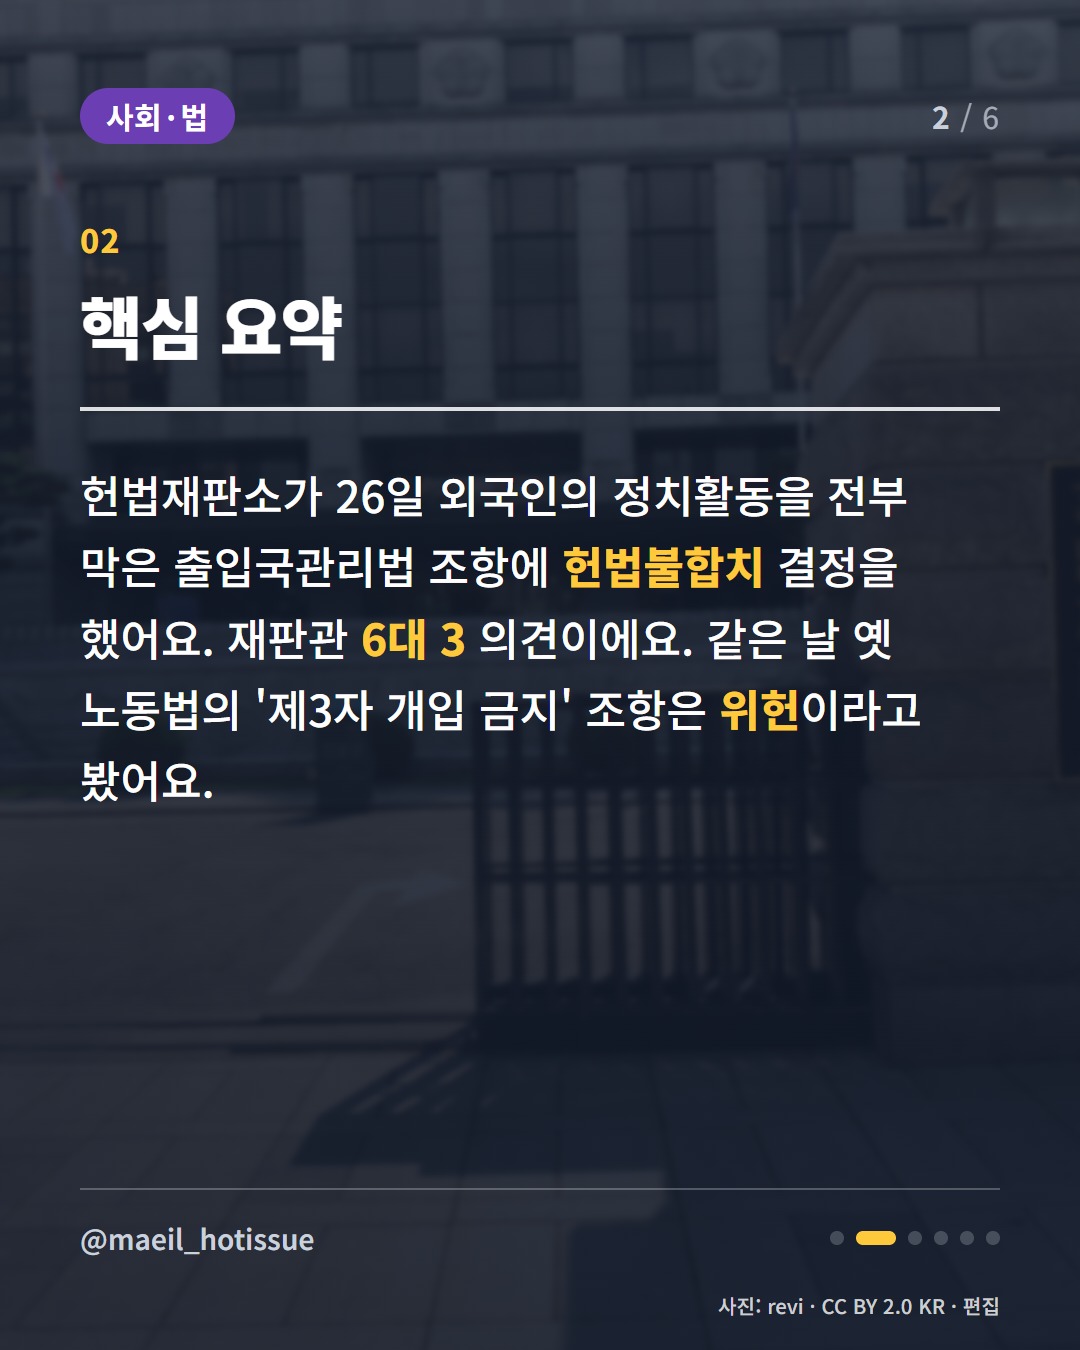 사회·법
2 / 6
02
핵심 요약
헌법재판소가 26일 외국인의 정치활동을 전부
막은 출입국관리법 조항에 헌법불합치 결정을
했어요. 재판관 6대 3 의견이에요. 같은 날 옛
노동법의 '제3자 개입 금지' 조항은 위헌이라고
봤어요.
@maeil_hotissue
사진: revi · CC BY 2.0 KR · 편집